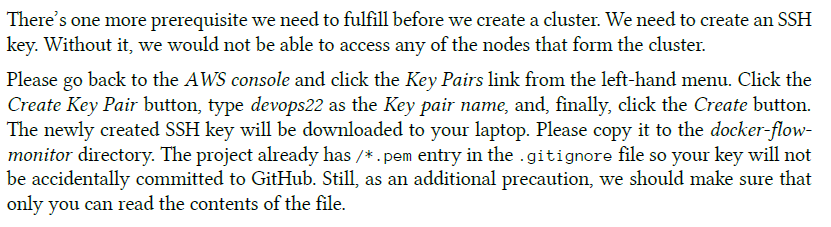 There’s one more prerequisite we need to fulfill before we create a cluster. We need to create an SSH
key. Without it, we would not be able to access any of the nodes that form the cluster.
Please go back to the AWS console and click the Key Pairs link from the left-hand menu. Click the
Create Key Pair button, type devops22 as the Key pair name, and, finally, click the Create button.
The newly created SSH key will be downloaded to your laptop. Please copy it to the docker-flow-
monitor directory. The project already has /*.pem entry in the .gitignore file so your key will not
be accidentally committed to GitHub. Still, as an additional precaution, we should make sure that
only you can read the contents of the file.